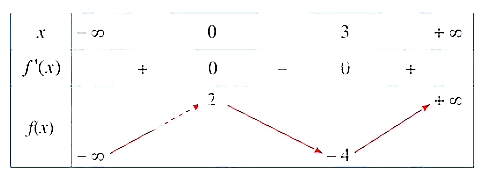 x − ∞ 0 3 + ∞
f '(x) + 0 − 0 + 
2 + ∞
f(x)
− ∞ − 4